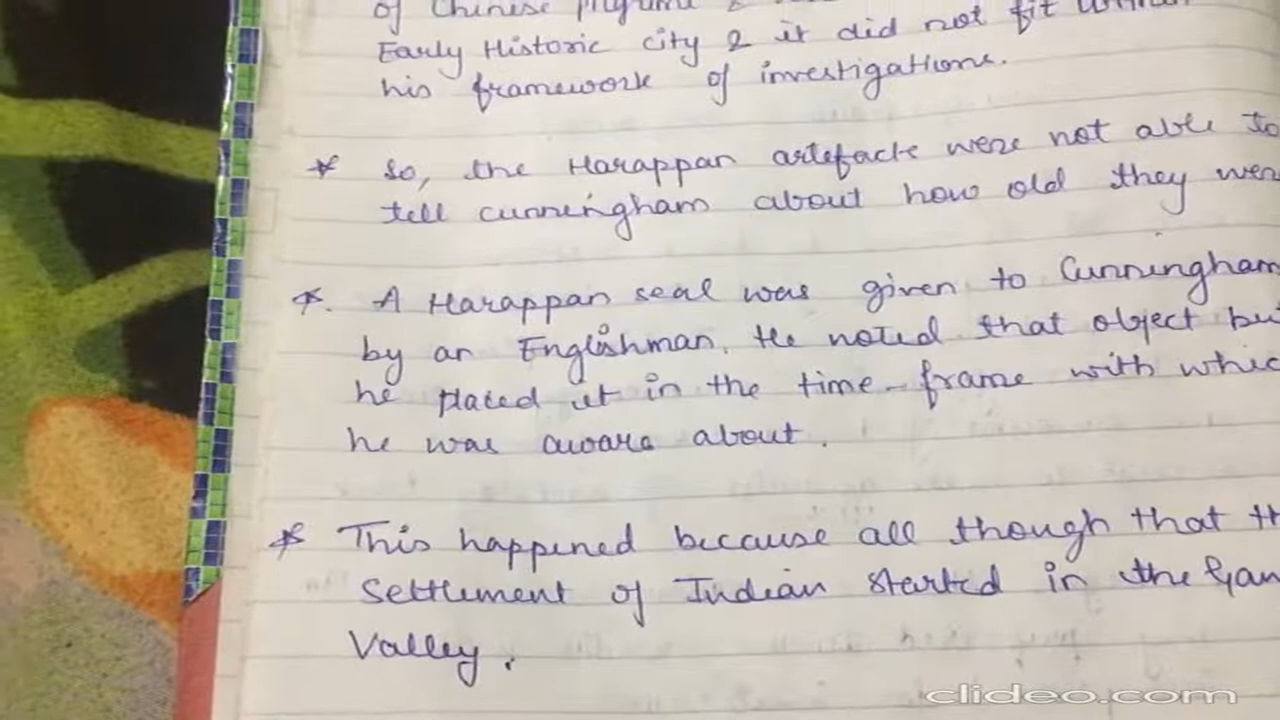 of Chinese
Early Historic city & it did not fit
his framework of investigations.
* So, the Harappan artefacts were not able to
tell cunningham about how old they were
*. A Harappan seal was given to Cunningham
by an Englishman. He noted that object but
he placed it in the time-frame with which
he was aware about.
* This happened because all though that th
Settlement of Indian started in the Gan
Valley.
clideo.com